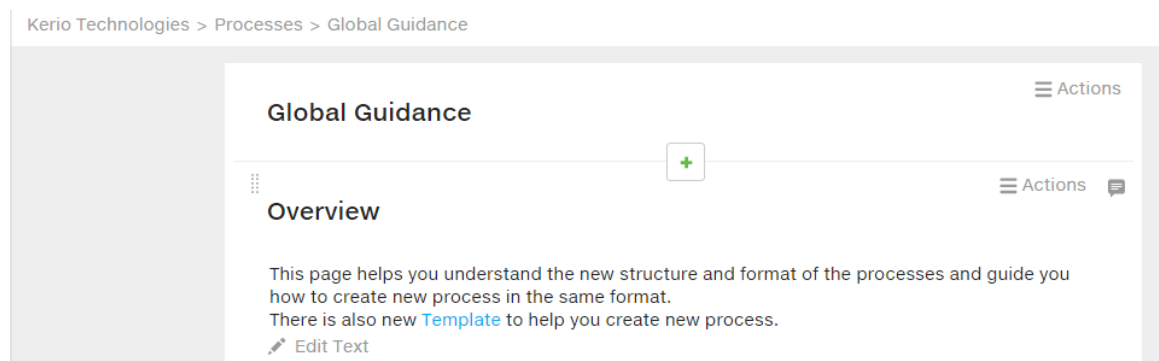 Kerio Technologies > Processes > Global Guidance
Actions
Global Guidance
Actions
Overview
This page helps you understand the new structure and format of the processes and guide you
how to create new process in the same format.
There is also new Template to help you create new process.
Edit Text